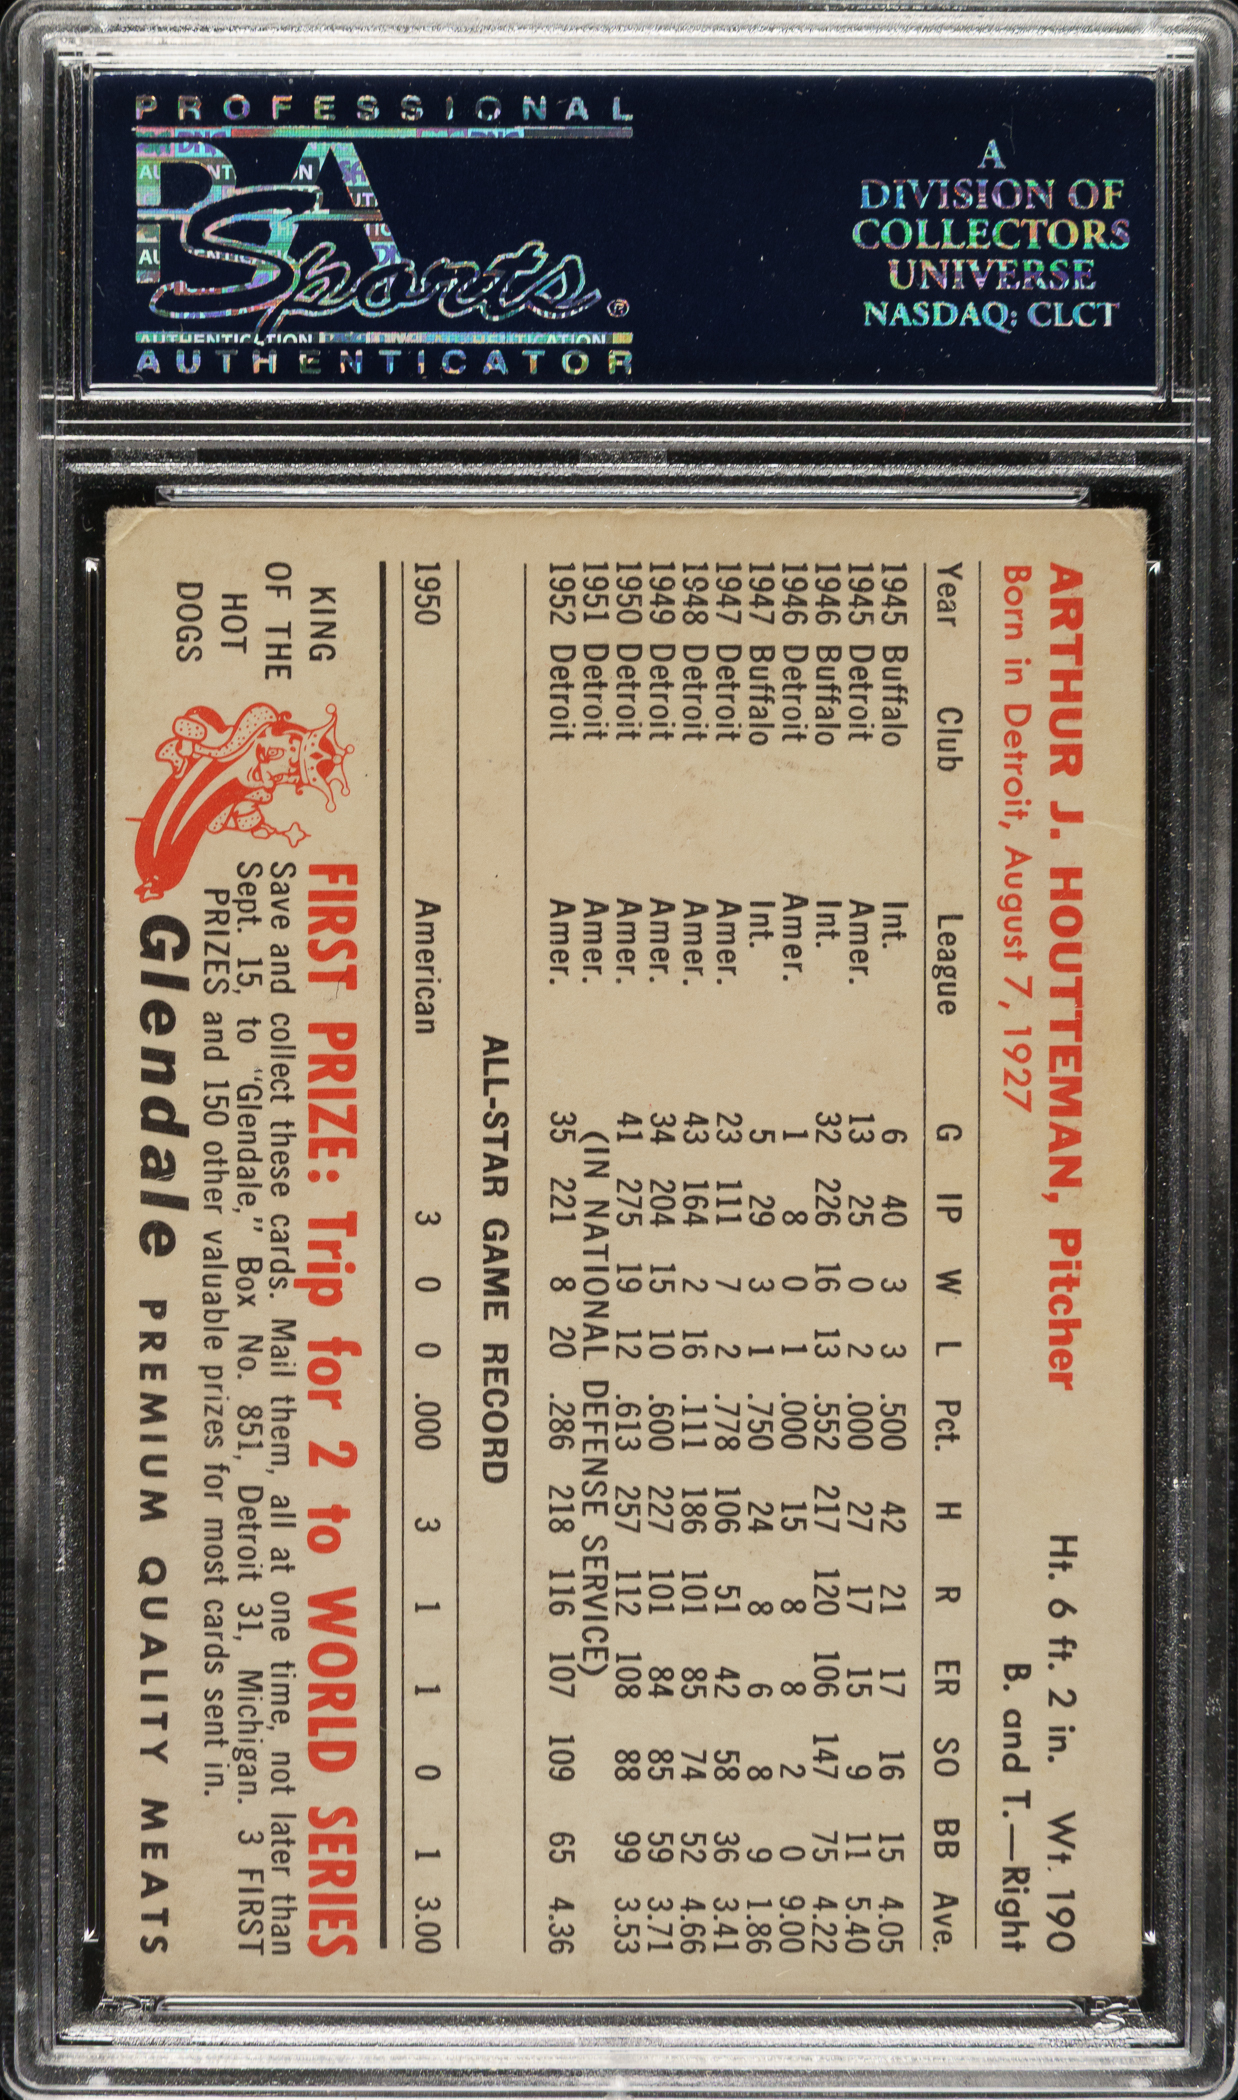 PROFESSIONAL
PSA
Sports®
AUTHENTICATOR
A
DIVISION OF
COLLECTORS
UNIVERSE
NASDAQ: CLCT
ARTHUR J. HOUTTEMAN, Pitcher Ht. 6 ft. 2 in. Wt. 190
Born in Detroit, August 7, 1927 B. and T.—Right
Year Club League G IP W L Pct. H R ER SO BB Ave.
1945 Buffalo Int. 6 40 3 3 .500 42 21 17 16 15 4.05
1945 Detroit Amer. 13 25 0 2 .000 27 17 15 9 11 5.40
1946 Buffalo Int. 32 226 16 13 .552 217 120 106 147 75 4.22
1946 Detroit Amer. 1 8 0 1 .000 15 8 8 2 0 9.00
1947 Buffalo Int. 5 29 3 1 .750 24 8 6 8 9 1.86
1947 Detroit Amer. 23 111 7 2 .778 106 51 42 58 36 3.41
1948 Detroit Amer. 43 164 2 16 .111 186 101 85 74 52 4.66
1949 Detroit Amer. 34 204 15 10 .600 227 101 84 85 59 3.71
1950 Detroit Amer. 41 275 19 12 .613 257 112 108 88 99 3.53
1951 Detroit Amer. (IN NATIONAL DEFENSE SERVICE)
1952 Detroit Amer. 35 221 8 20 .286 218 116 107 109 65 4.36
ALL-STAR GAME RECORD
1950 American 3 0 0 .000 3 1 1 0 1 3.00
KING
OF THE
HOT
DOGS
FIRST PRIZE: Trip for 2 to WORLD SERIES
Save and collect these cards. Mail them, all at one time, not later than
Sept. 15, to "Glendale," Box No. 851, Detroit 31, Michigan. 3 FIRST
PRIZES and 150 other valuable prizes for most cards sent in.
Glendale PREMIUM QUALITY MEATS